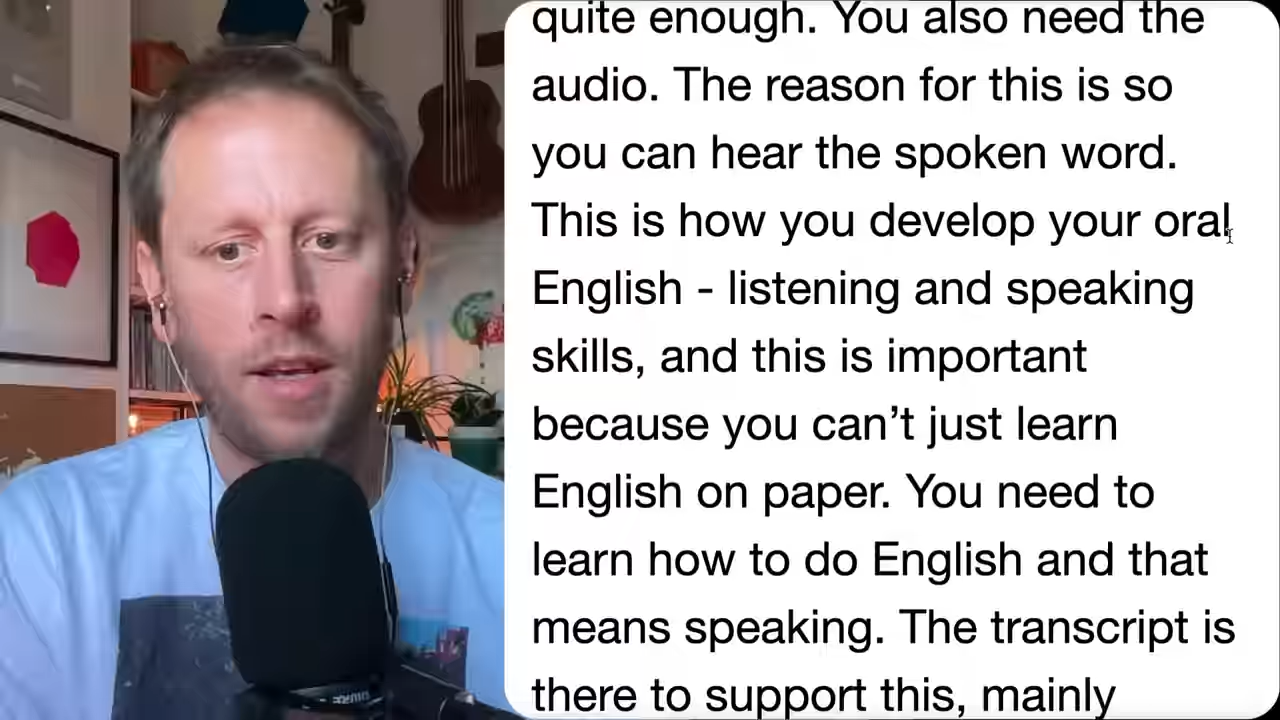 quite enough. You also need the
audio. The reason for this is so
you can hear the spoken word.
This is how you develop your oral
English - listening and speaking
skills, and this is important
because you can’t just learn
English on paper. You need to
learn how to do English and that
means speaking. The transcript is
there to support this, mainly